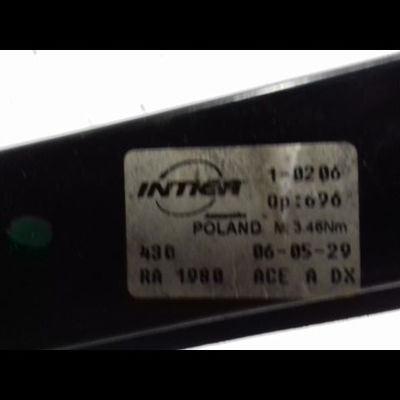 INTIER 1-0206
Op:696
POLAND M: 3.46Nm
430 06-05-29
RA 1980 ACE A DX